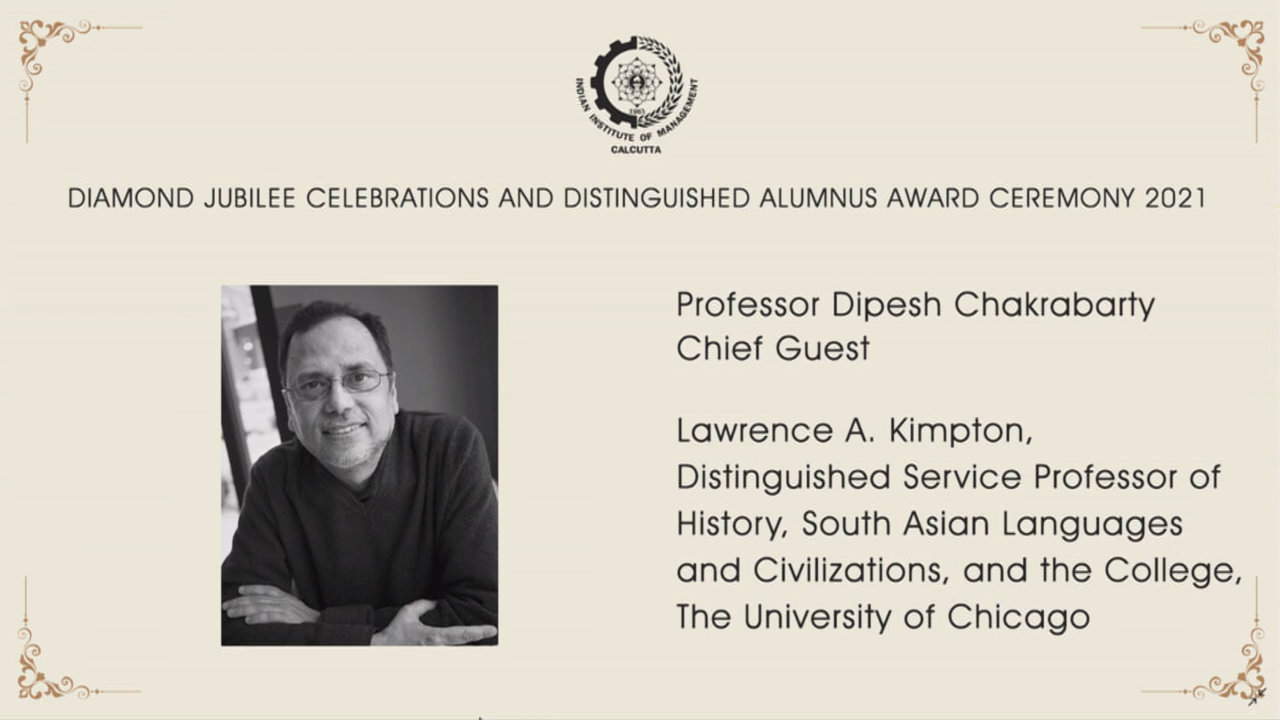 INDIAN INSTITUTE OF MANAGEMENT
CALCUTTA
1961
DIAMOND JUBILEE CELEBRATIONS AND DISTINGUISHED ALUMNUS AWARD CEREMONY 2021
Professor Dipesh Chakrabarty
Chief Guest
Lawrence A. Kimpton,
Distinguished Service Professor of
History, South Asian Languages
and Civilizations, and the College,
The University of Chicago